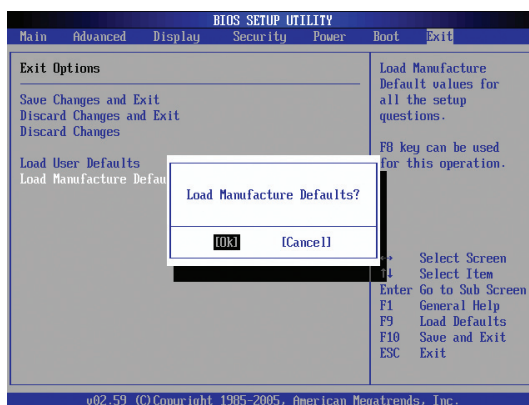 BIOS SETUP UTILITY
Main Advanced Display Security Power Boot Exit
Exit Options
Save Changes and Exit
Discard Changes and Exit
Discard Changes
Load User Defaults
Load Manufacture Defau
Load Manufacture Defaults?
[Ok] [Cancel]
Load Manufacture
Default values for
all the setup
questions.
F8 key can be used
for this operation.
↔ Select Screen
↑↓ Select Item
Enter Go to Sub Screen
F1 General Help
F9 Load Defaults
F10 Save and Exit
ESC Exit
v02.59 (C)Copyright 1985-2005, American Megatrends, Inc.